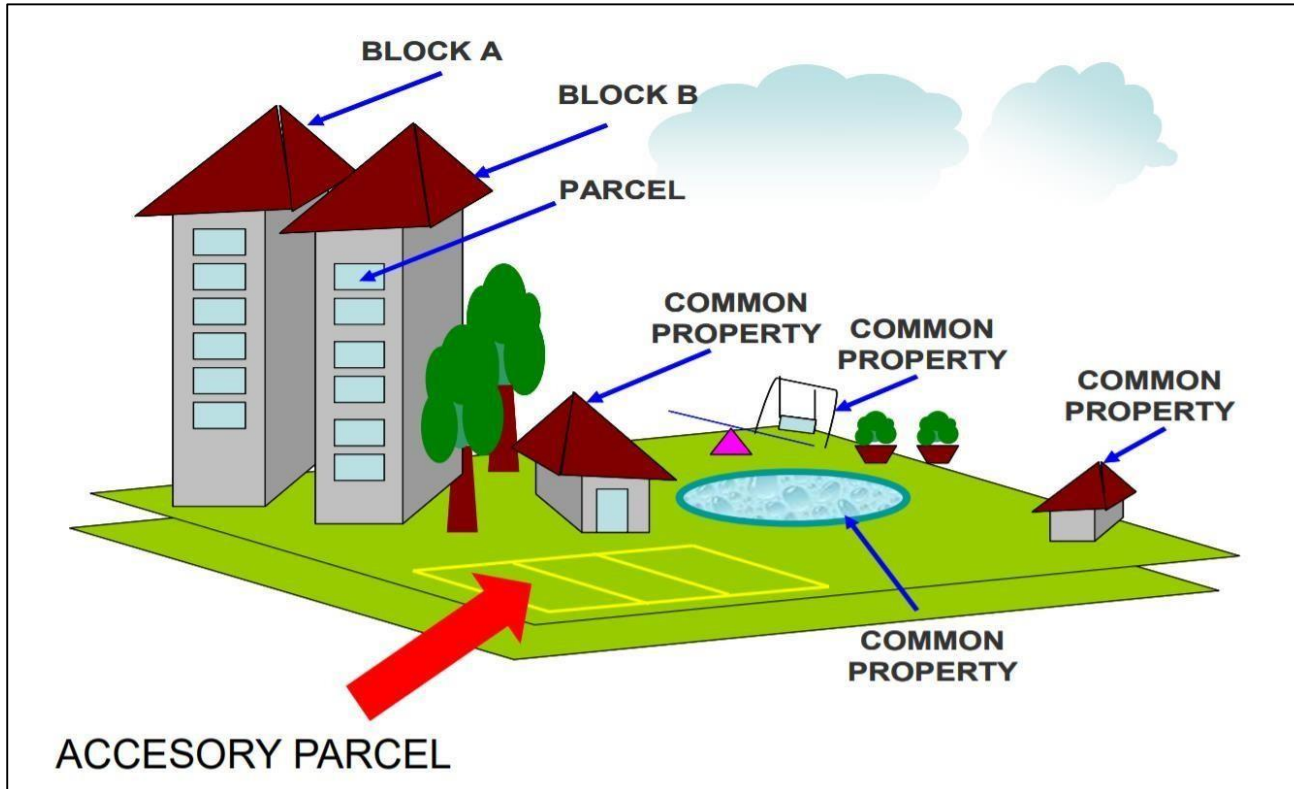 BLOCK A
BLOCK B
PARCEL
COMMON
PROPERTY
COMMON
PROPERTY
COMMON
PROPERTY
COMMON
PROPERTY
ACCESORY PARCEL